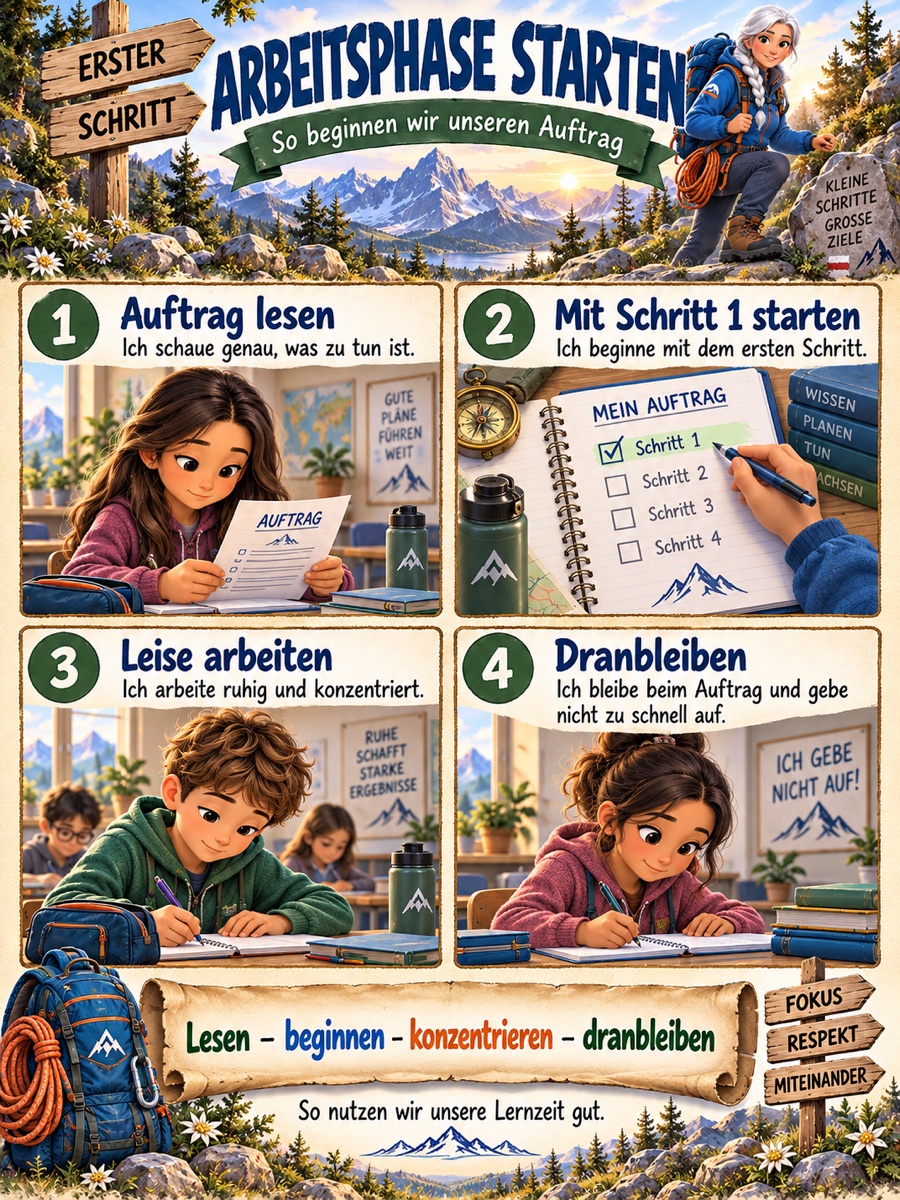 ERSTER
SCHRITT
ARBEITSPHASE STARTEN
So beginnen wir unseren Auftrag
KLEINE
SCHRITTE
GROSSE
ZIELE
1
Auftrag lesen
Ich schaue genau, was zu tun ist.
GUTE
PLÄNE
FÜHREN
WEIT
AUFTRAG
2
Mit Schritt 1 starten
Ich beginne mit dem ersten Schritt.
MEIN AUFTRAG
Schritt 1
Schritt 2
Schritt 3
Schritt 4
WISSEN
PLANEN
TUN
ACHSEN
3
Leise arbeiten
Ich arbeite ruhig und konzentriert.
RUHE
SCHAFFT
STARKE
ERGEBNISSE
4
Dranbleiben
Ich bleibe beim Auftrag und gebe
nicht zu schnell auf.
ICH GEBE
NICHT AUF!
Lesen – beginnen – konzentrieren – dranbleiben
FOKUS
RESPEKT
MITEINANDER
So nutzen wir unsere Lernzeit gut.